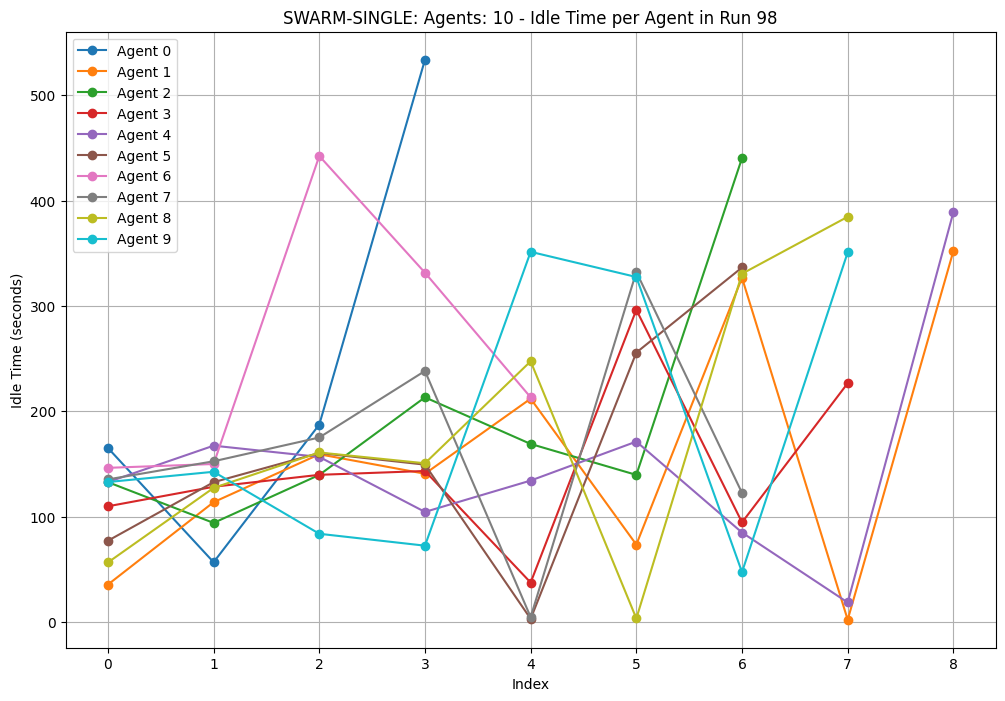 SWARM-SINGLE: Agents: 10 - Idle Time per Agent in Run 98
Agent 0
Agent 1
Agent 2
Agent 3
Agent 4
Agent 5
Agent 6
Agent 7
Agent 8
Agent 9
Idle Time (seconds)
500
400
300
200
100
0
0 1 2 3 4 5 6 7 8
Index